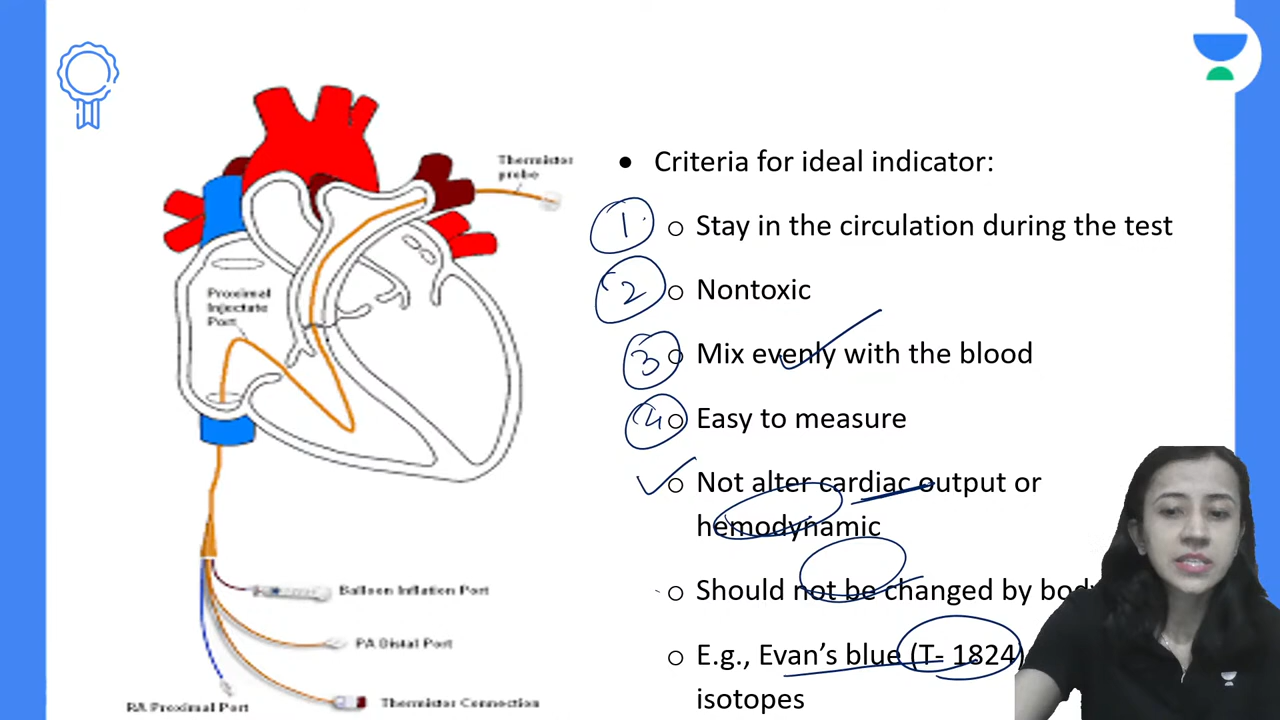 Thermistor
probe
Proximal
Injectate
Port
Balloon Inflation Port
PA Distal Port
Thermistor Connection
RA Proximal Port
• Criteria for ideal indicator:
1 o Stay in the circulation during the test
2 o Nontoxic
3 o Mix evenly with the blood
4 o Easy to measure
o Not alter cardiac output or
hemodynamic
o Should not be changed by body
o E.g., Evan's blue (T- 1824)
isotopes